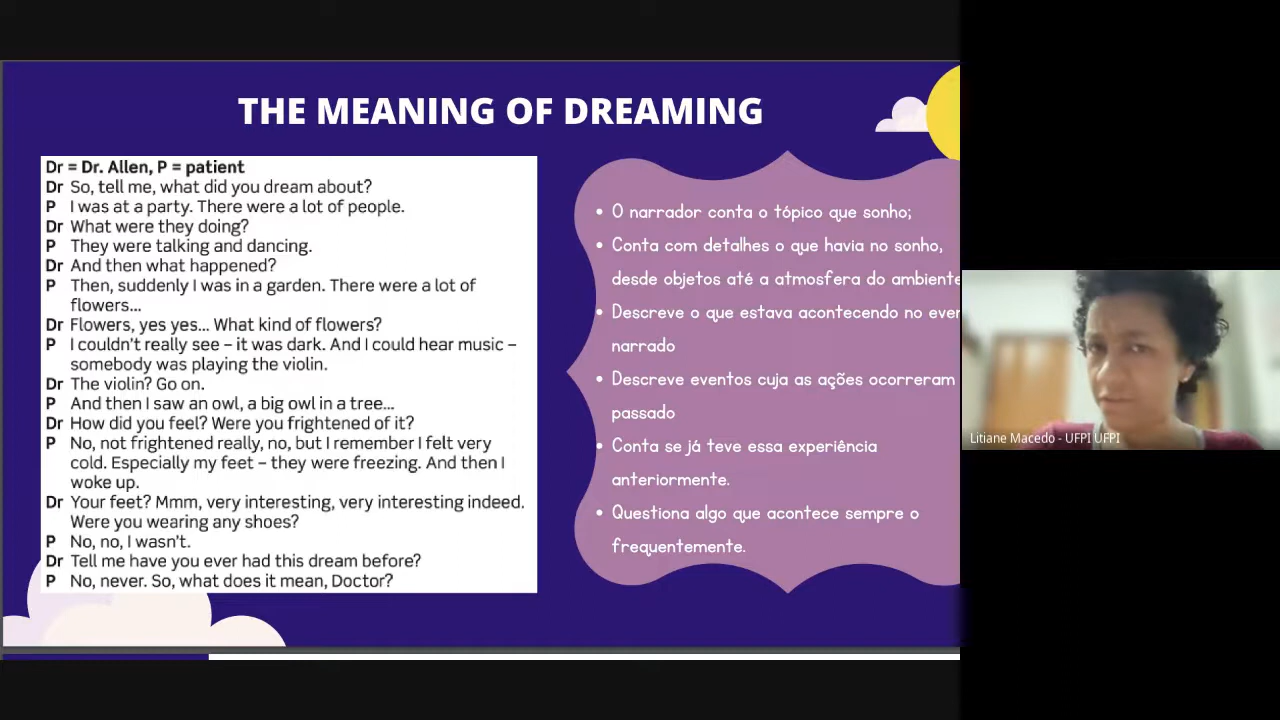 THE MEANING OF DREAMING
Dr = Dr. Allen, P = patient
Dr So, tell me, what did you dream about?
P I was at a party. There were a lot of people.
Dr What were they doing?
P They were talking and dancing.
Dr And then what happened?
P Then, suddenly I was in a garden. There were a lot of
flowers...
Dr Flowers, yes yes... What kind of flowers?
P I couldn't really see – it was dark. And I could hear music –
somebody was playing the violin.
Dr The violin? Go on.
P And then I saw an owl, a big owl in a tree...
Dr How did you feel? Were you frightened of it?
P No, not frightened really, no, but I remember I felt very
cold. Especially my feet – they were freezing. And then I
woke up.
Dr Your feet? Mmm, very interesting, very interesting indeed.
Were you wearing any shoes?
P No, no, I wasn't.
Dr Tell me have you ever had this dream before?
P No, never. So, what does it mean, Doctor?
• O narrador conta o tópico que sonho;
• Conta com detalhes o que havia no sonho,
desde objetos até a atmosfera do ambiente
• Descreve o que estava acontecendo no even
narrado
• Descreve eventos cuja as ações ocorreram
passado
• Conta se já teve essa experiência
anteriormente.
• Questiona algo que acontece sempre o
frequentemente.
Litiane Macedo - UFPI UFPI